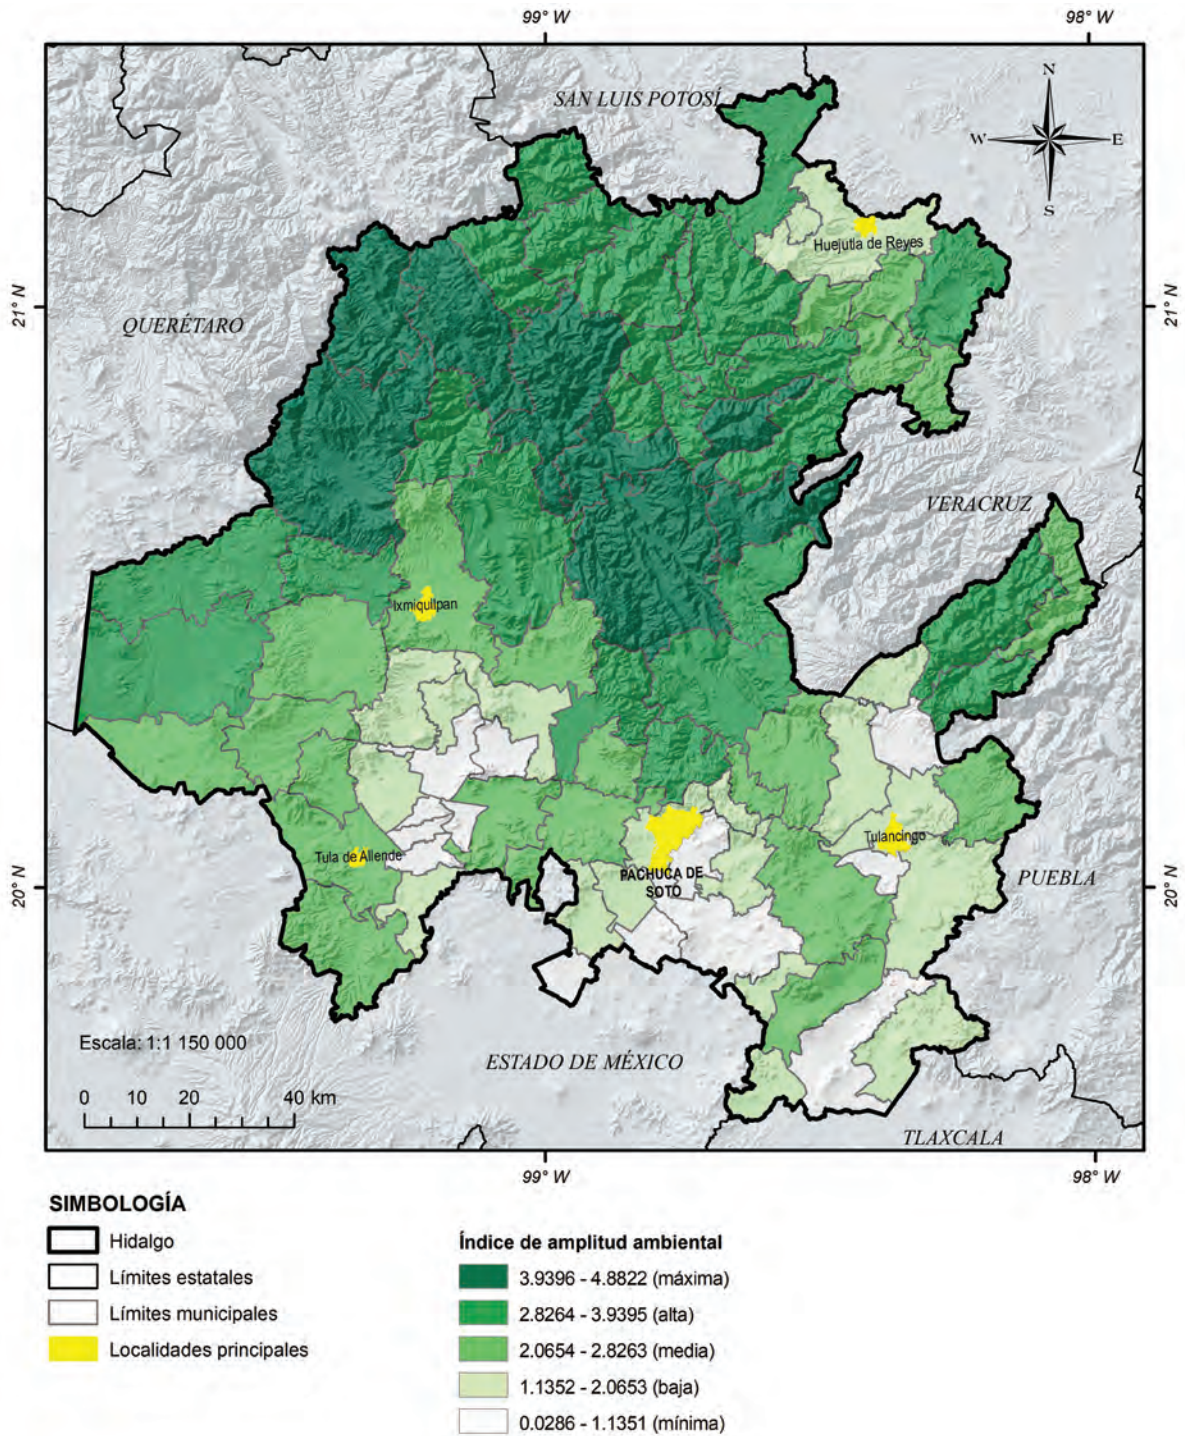 99° W
98° W
SAN LUIS POTOSÍ
N
W
E
S
Huejutla de Reyes
21° N
21° N
QUERÉTARO
VERACRUZ
Ixmiquilpan
Tulancingo
Tula de Allende
PACHUCA DE
SOTO
PUEBLA
20° N
20° N
Escala: 1:1 150 000
ESTADO DE MÉXICO
0 10 20 40 km
TLAXCALA
99° W
98° W
SIMBOLOGÍA
Hidalgo
Límites estatales
Límites municipales
Localidades principales
Índice de amplitud ambiental
3.9396 - 4.8822 (máxima)
2.8264 - 3.9395 (alta)
2.0654 - 2.8263 (media)
1.1352 - 2.0653 (baja)
0.0286 - 1.1351 (mínima)